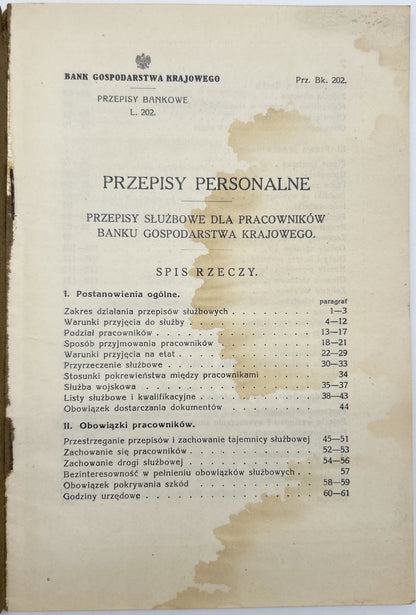 BANK GOSPODARSTWA KRAJOWEGO
Prz. Bk. 202.
PRZEPISY BANKOWE
L. 202.
PRZEPISY PERSONALNE
PRZEPISY SŁUŻBOWE DLA PRACOWNIKÓW
BANKU GOSPODARSTWA KRAJOWEGO.
SPIS RZECZY.
I. Postanowienia ogólne.
paragraf
Zakres działania przepisów służbowych . . . . . . . 1—3
Warunki przyjęcia do służby . . . . . . . . . 4—12
Podział pracowników . . . . . . . . . . . 13—17
Sposób przyjmowania pracowników . . . . . . . 18—21
Warunki przyjęcia na etat . . . . . . . . . . 22—29
Przyrzeczenie służbowe . . . . . . . . . . 30—33
Stosunki pokrewieństwa między pracownikami . . . . 34
Służba wojskowa . . . . . . . . . . . . 35—37
Listy służbowe i kwalifikacyjne . . . . . . . . 38—43
Obowiązek dostarczania dokumentów . . . . . . 44
II. Obowiązki pracowników.
Przestrzeganie przepisów i zachowanie tajemnicy służbowej 45—51
Zachowanie się pracowników . . . . . . . . . 52—53
Zachowanie drogi służbowej . . . . . . . . . 54—56
Bezinteresowność w pełnieniu obowiązków służbowych . . 57
Obowiązek pokrywania szkód . . . . . . . . . 58—59
Godziny urzędowe . . . . . . . . . . . . 60—61